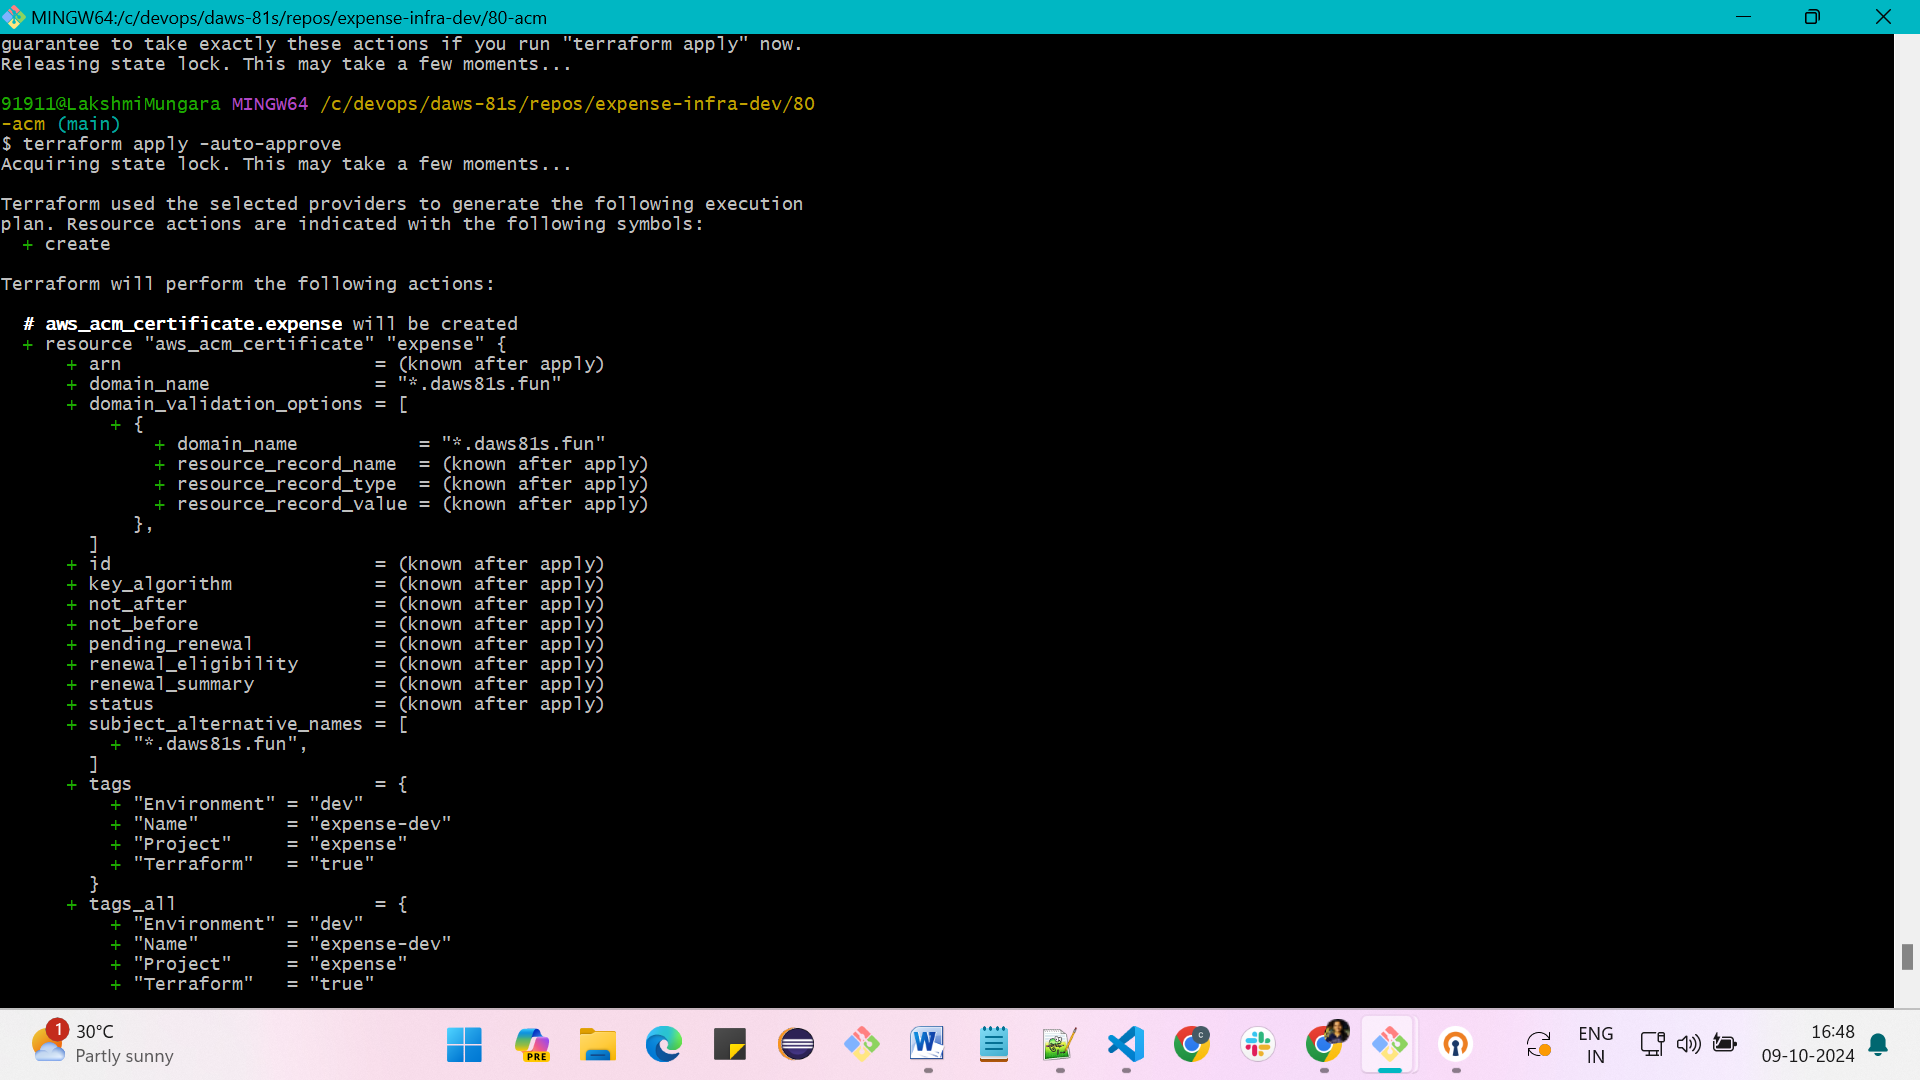 MINGW64:/c/devops/daws-81s/repos/expense-infra-dev/80-acm
guarantee to take exactly these actions if you run "terraform apply" now.
Releasing state lock. This may take a few moments...
91911@LakshmiMungara MINGW64 /c/devops/daws-81s/repos/expense-infra-dev/80
-acm (main)
$ terraform apply -auto-approve
Acquiring state lock. This may take a few moments...
Terraform used the selected providers to generate the following execution
plan. Resource actions are indicated with the following symbols:
  + create
Terraform will perform the following actions:
  # aws_acm_certificate.expense will be created
  + resource "aws_acm_certificate" "expense" {
      + arn                       = (known after apply)
      + domain_name               = "*.daws81s.fun"
      + domain_validation_options = [
          + {
              + domain_name           = "*.daws81s.fun"
              + resource_record_name  = (known after apply)
              + resource_record_type  = (known after apply)
              + resource_record_value = (known after apply)
            },
        ]
      + id                        = (known after apply)
      + key_algorithm             = (known after apply)
      + not_after                 = (known after apply)
      + not_before                = (known after apply)
      + pending_renewal           = (known after apply)
      + renewal_eligibility       = (known after apply)
      + renewal_summary           = (known after apply)
      + status                    = (known after apply)
      + subject_alternative_names = [
          + "*.daws81s.fun",
        ]
      + tags                      = {
          + "Environment" = "dev"
          + "Name"        = "expense-dev"
          + "Project"     = "expense"
          + "Terraform"   = "true"
        }
      + tags_all                  = {
          + "Environment" = "dev"
          + "Name"        = "expense-dev"
          + "Project"     = "expense"
          + "Terraform"   = "true"
1
30°C
Partly sunny
PRE
W
C
ENG
IN
16:48
09-10-2024